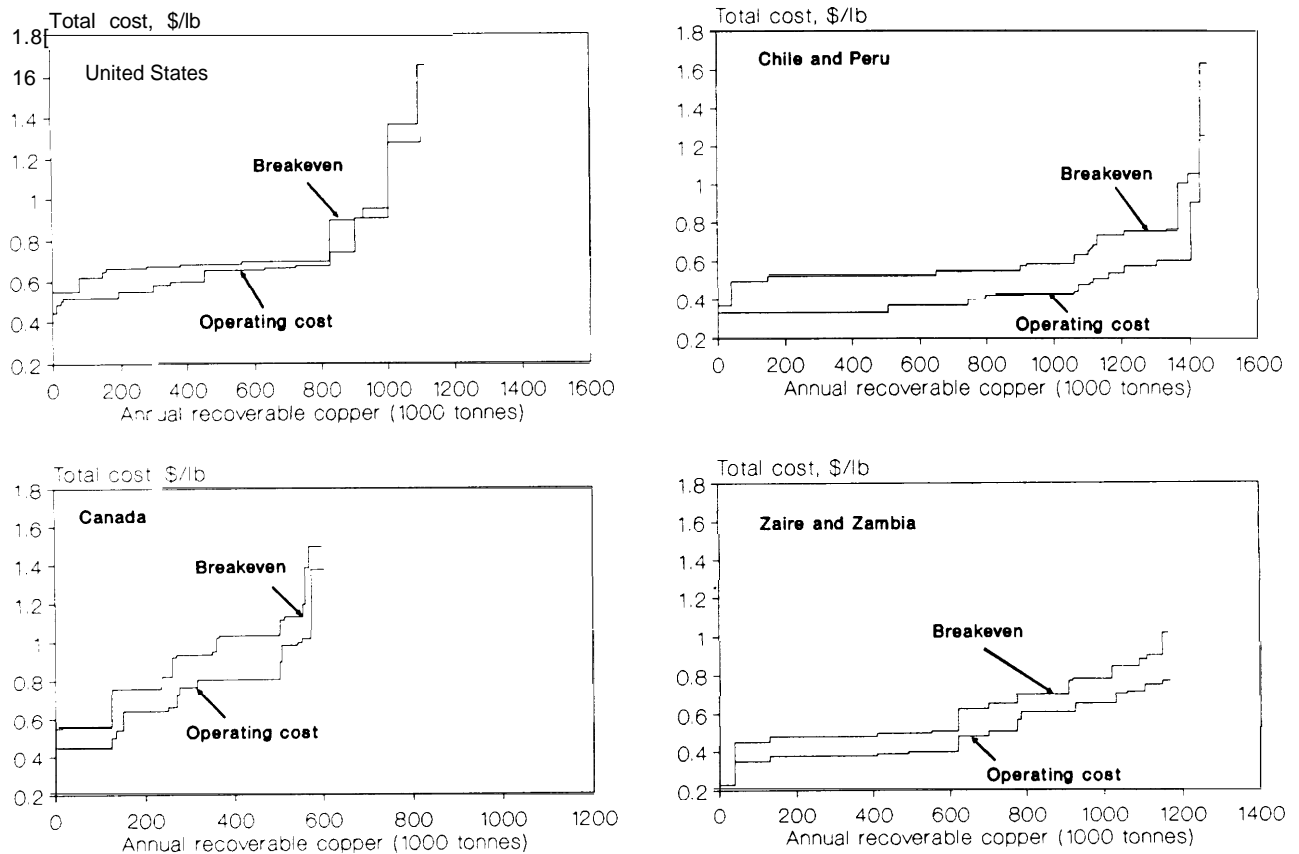 Total cost, $/lb
1.8[
16
1.4
1.2
1
0.8
0.6
0.4
0.2
United States
Breakeven
Operating cost
0 200 400 600 800 1000 1200 1400 1600
Annual recoverable copper (1000 tonnes)
Total cost, $/lb
1.8
1.6
1.4
1.2
1
0.8
0.6
0.4
0.2
Chile and Peru
Breakeven
Operating cost
0 200 400 600 800 1000 1200 1400 1600
Annual recoverable copper (1000 tonnes)
Total cost $/lb
1.8
1.6
1.4
1.2
1
0.8
0.6
0.4
0.2
Canada
Breakeven
Operating cost
0 200 400 600 800 1000 1200
Annual recoverable copper (1000 tonnes)
Total cost, $/lb
1.8
1.6
1.4
1.2
1
0.8
0.6
0.4
0.2
Zaire and Zambia
Breakeven
Operating cost
0 200 400 600 800 1000 1200 1400
Annual recoverable copper (1000 tonnes)